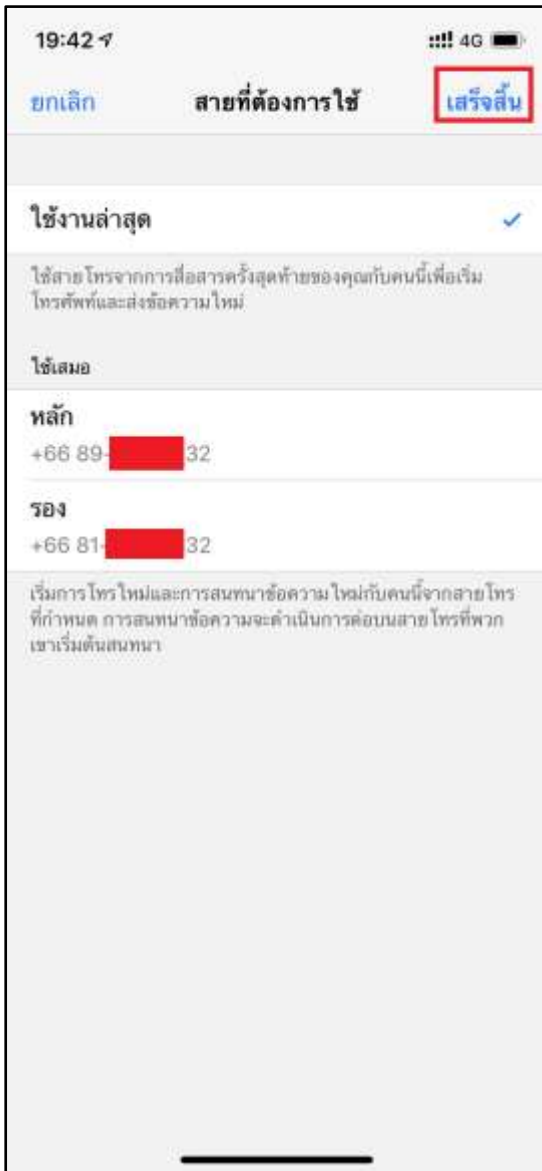 19:42 4G
ยกเลิก สายที่ต้องการใช้ เสร็จสิ้น
ใช้งานล่าสุด
ใช้สายโทรจากการสื่อสารครั้งสุดท้ายของคุณกับคนนี้เพื่อเริ่ม
โทรศัพท์และส่งข้อความใหม่
ใช้เสมอ
หลัก
+66 89- 32
รอง
+66 81- 32
เริ่มการโทรใหม่และการสนทนาข้อความใหม่กับคนนี้จากสายโทร
ที่กำหนด การสนทนาข้อความจะดำเนินการต่อบนสายโทรที่พวก
เขาเริ่มต้นสนทนา